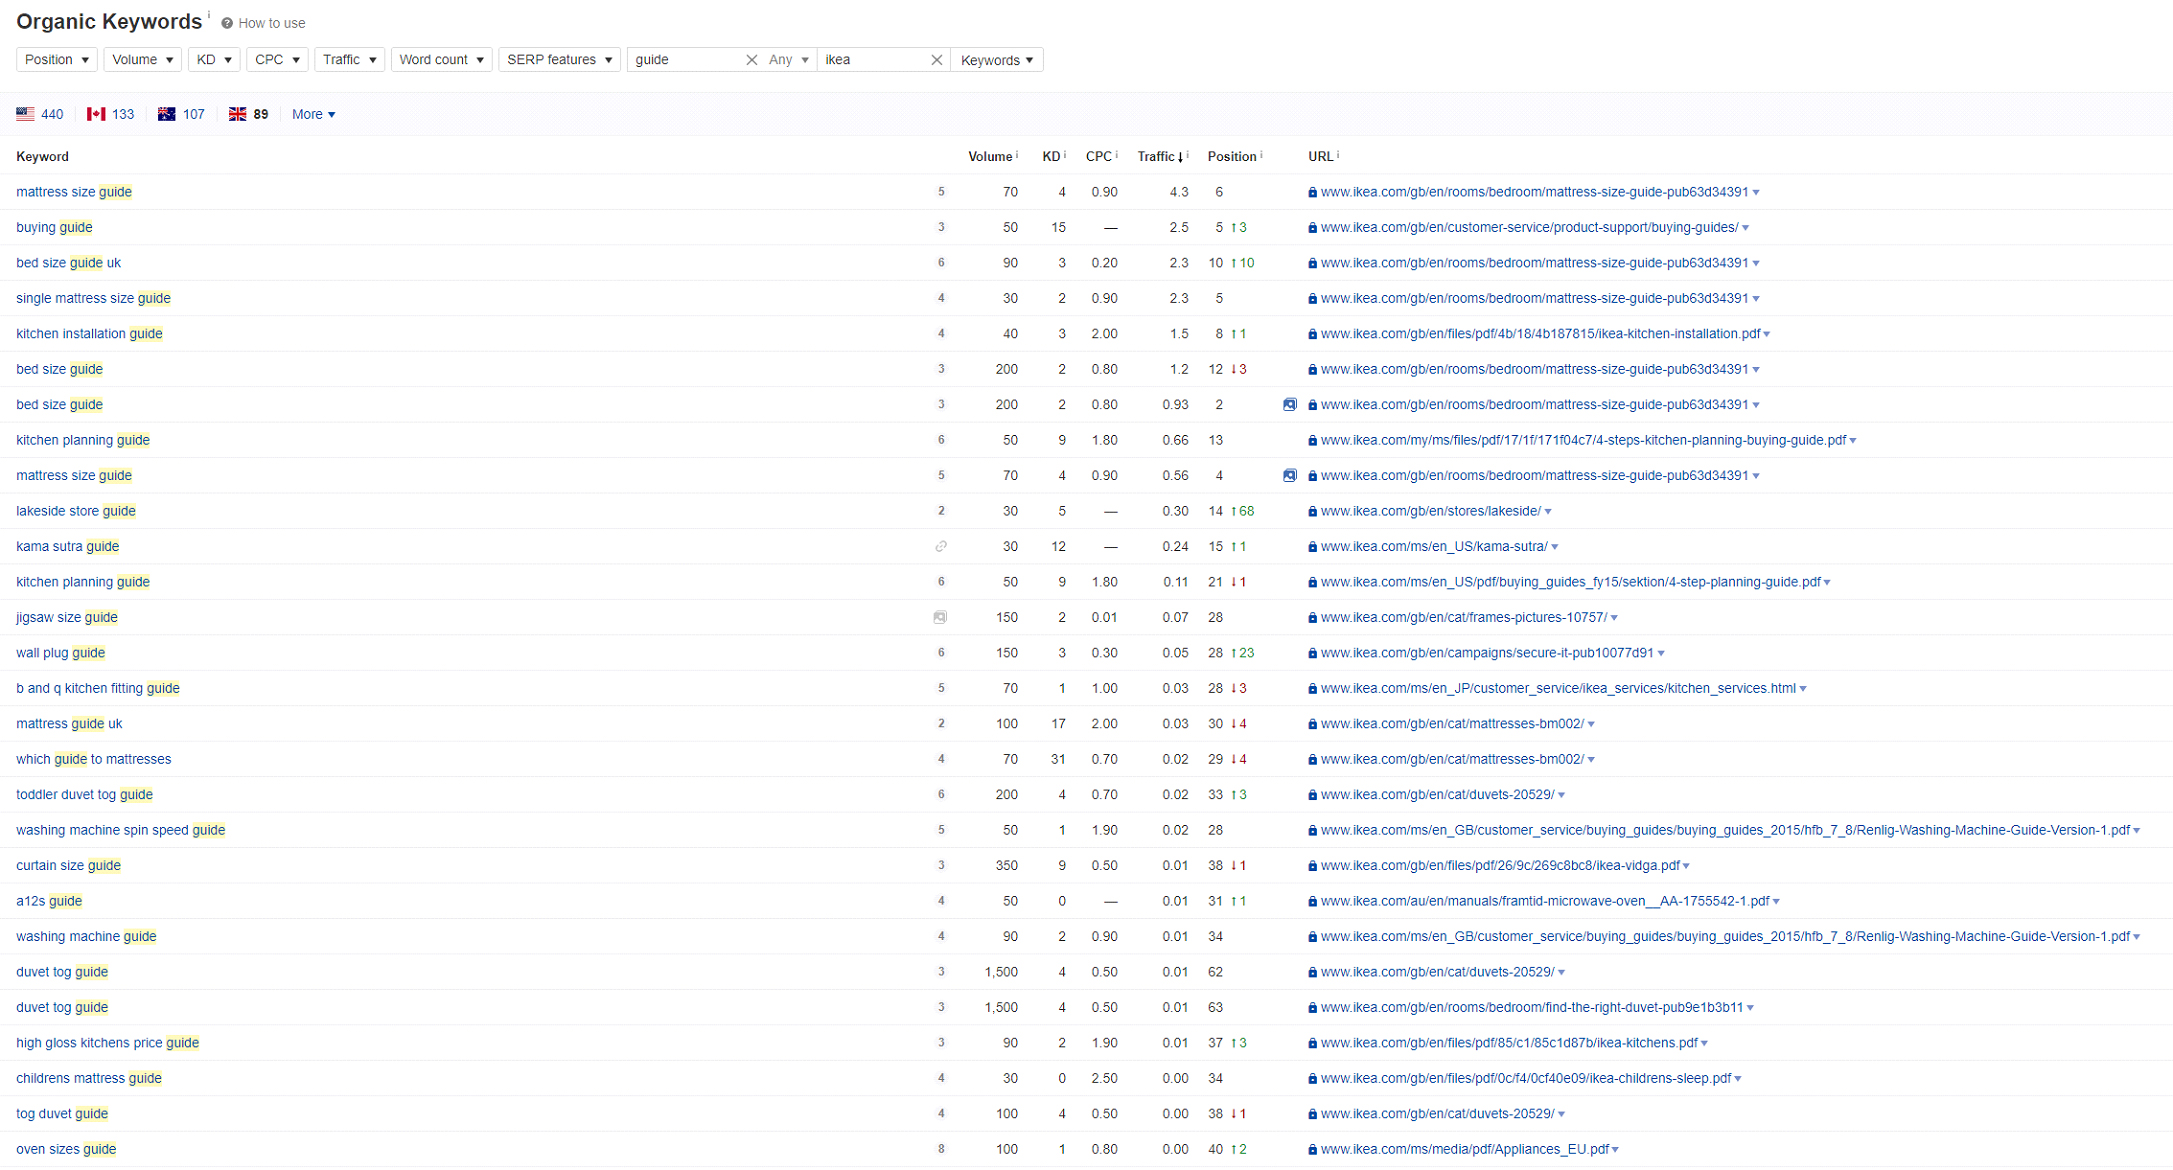 Organic Keywords i ? How to use
Position ▼ Volume ▼ KD ▼ CPC ▼ Traffic ▼ Word count ▼ SERP features ▼ guide × Any ▼ ikea × Keywords ▼
440 133 107 89 More ▼
Keyword Volume i KD i CPC i Traffic ↓ i Position i URL i
mattress size guide 5 70 4 0.90 4.3 6 www.ikea.com/gb/en/rooms/bedroom/mattress-size-guide-pub63d34391
buying guide 3 50 15 — 2.5 5 ↑3 www.ikea.com/gb/en/customer-service/product-support/buying-guides/
bed size guide uk 6 90 3 0.20 2.3 10 ↑10 www.ikea.com/gb/en/rooms/bedroom/mattress-size-guide-pub63d34391
single mattress size guide 4 30 2 0.90 2.3 5 www.ikea.com/gb/en/rooms/bedroom/mattress-size-guide-pub63d34391
kitchen installation guide 4 40 3 2.00 1.5 8 ↑1 www.ikea.com/gb/en/files/pdf/4b/18/4b187815/ikea-kitchen-installation.pdf
bed size guide 3 200 2 0.80 1.2 12 ↓3 www.ikea.com/gb/en/rooms/bedroom/mattress-size-guide-pub63d34391
bed size guide 3 200 2 0.80 0.93 2 www.ikea.com/gb/en/rooms/bedroom/mattress-size-guide-pub63d34391
kitchen planning guide 6 50 9 1.80 0.66 13 www.ikea.com/my/ms/files/pdf/17/1f/171f04c7/4-steps-kitchen-planning-buying-guide.pdf
mattress size guide 5 70 4 0.90 0.56 4 www.ikea.com/gb/en/rooms/bedroom/mattress-size-guide-pub63d34391
lakeside store guide 2 30 5 — 0.30 14 ↑68 www.ikea.com/gb/en/stores/lakeside/
kama sutra guide 30 12 — 0.24 15 ↑1 www.ikea.com/ms/en_US/kama-sutra/
kitchen planning guide 6 50 9 1.80 0.11 21 ↓1 www.ikea.com/ms/en_US/pdf/buying_guides_fy15/sektion/4-step-planning-guide.pdf
jigsaw size guide 150 2 0.01 0.07 28 www.ikea.com/gb/en/cat/frames-pictures-10757/
wall plug guide 6 150 3 0.30 0.05 28 ↑23 www.ikea.com/gb/en/campaigns/secure-it-pub10077d91
b and q kitchen fitting guide 5 70 1 1.00 0.03 28 ↓3 www.ikea.com/ms/en_JP/customer_service/ikea_services/kitchen_services.html
mattress guide uk 2 100 17 2.00 0.03 30 ↓4 www.ikea.com/gb/en/cat/mattresses-bm002/
which guide to mattresses 4 70 31 0.70 0.02 29 ↓4 www.ikea.com/gb/en/cat/mattresses-bm002/
toddler duvet tog guide 6 200 4 0.70 0.02 33 ↑3 www.ikea.com/gb/en/cat/duvets-20529/
washing machine spin speed guide 5 50 1 1.90 0.02 28 www.ikea.com/ms/en_GB/customer_service/buying_guides/buying_guides_2015/hfb_7_8/Renlig-Washing-Machine-Guide-Version-1.pdf
curtain size guide 3 350 9 0.50 0.01 38 ↓1 www.ikea.com/gb/en/files/pdf/26/9c/269c8bc8/ikea-vidga.pdf
a12s guide 4 50 0 — 0.01 31 ↑1 www.ikea.com/au/en/manuals/framtid-microwave-oven__AA-1755542-1.pdf
washing machine guide 4 90 2 0.90 0.01 34 www.ikea.com/ms/en_GB/customer_service/buying_guides/buying_guides_2015/hfb_7_8/Renlig-Washing-Machine-Guide-Version-1.pdf
duvet tog guide 3 1,500 4 0.50 0.01 62 www.ikea.com/gb/en/cat/duvets-20529/
duvet tog guide 3 1,500 4 0.50 0.01 63 www.ikea.com/gb/en/rooms/bedroom/find-the-right-duvet-pub9e1b3b11
high gloss kitchens price guide 3 90 2 1.90 0.01 37 ↑3 www.ikea.com/gb/en/files/pdf/85/c1/85c1d87b/ikea-kitchens.pdf
childrens mattress guide 4 30 0 2.50 0.00 34 www.ikea.com/gb/en/files/pdf/0c/f4/0cf40e09/ikea-childrens-sleep.pdf
tog duvet guide 4 100 4 0.50 0.00 38 ↓1 www.ikea.com/gb/en/cat/duvets-20529/
oven sizes guide 8 100 1 0.80 0.00 40 ↑2 www.ikea.com/ms/media/pdf/Appliances_EU.pdf